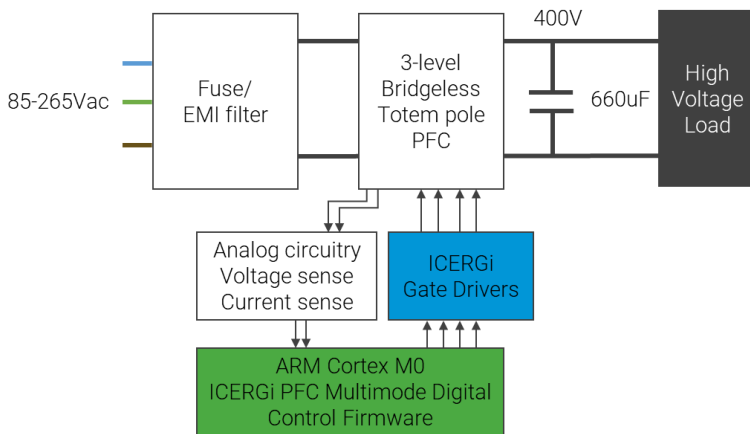 400V
85-265Vac
Fuse/
EMI filter
3-level
Bridgeless
Totem pole
PFC
660uF
High
Voltage
Load
Analog circuitry
Voltage sense
Current sense
ICERGi
Gate Drivers
ARM Cortex M0
ICERGi PFC Multimode Digital
Control Firmware